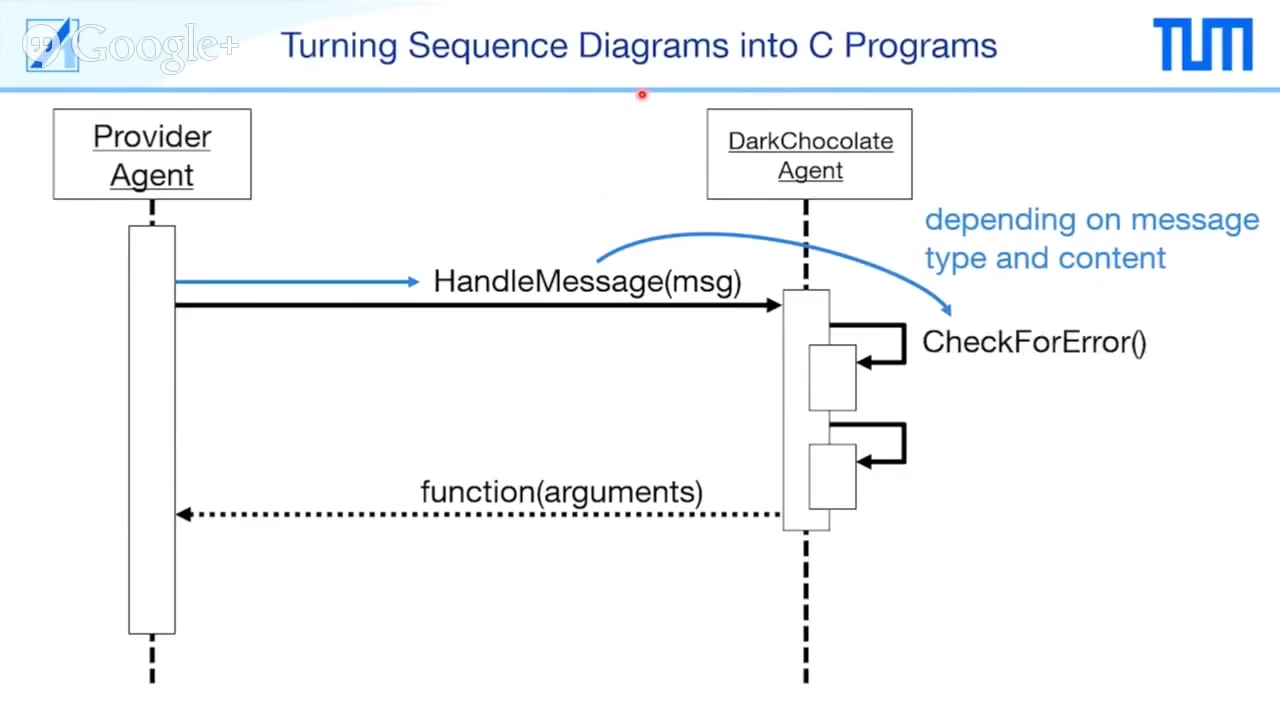 Google+
Turning Sequence Diagrams into C Programs
TUM
Provider
Agent
DarkChocolate
Agent
depending on message
type and content
HandleMessage(msg)
CheckForError()
function(arguments)